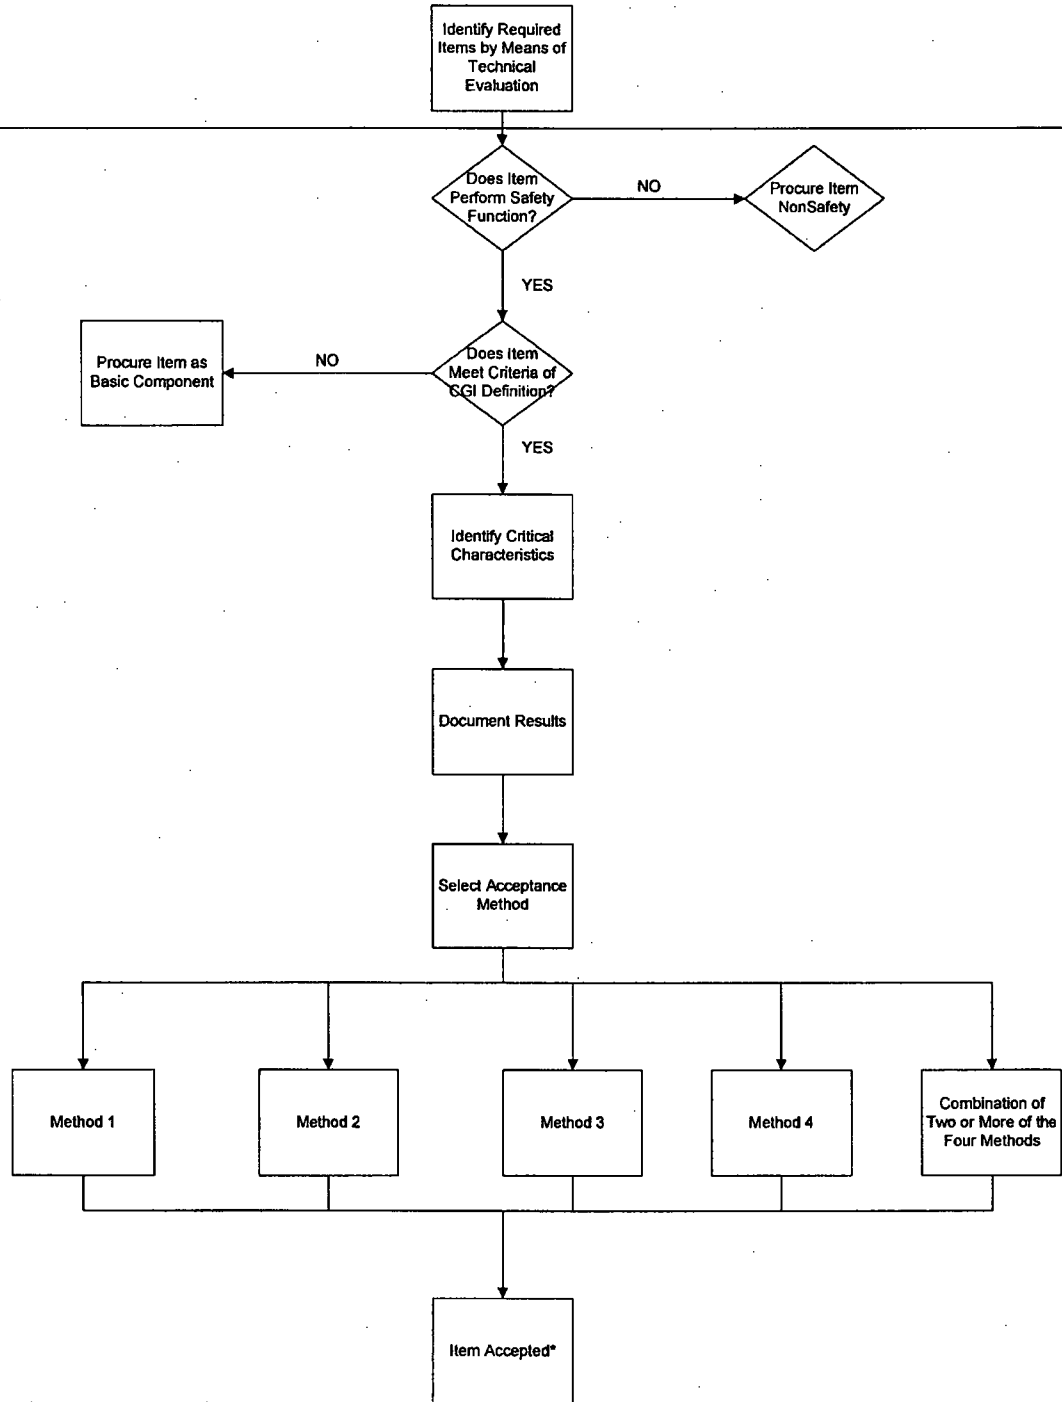 Identify Required
Items by Means of
Technical
Evaluation
Does Item
Perform Safety
Function?
NO
Procure Item
NonSafety
YES
Procure Item as
Basic Component
NO
Does Item
Meet Criteria of
CGI Definition?
YES
Identify Critical
Characteristics
Document Results
Select Acceptance
Method
Method 1
Method 2
Method 3
Method 4
Combination of
Two or More of the
Four Methods
Item Accepted*